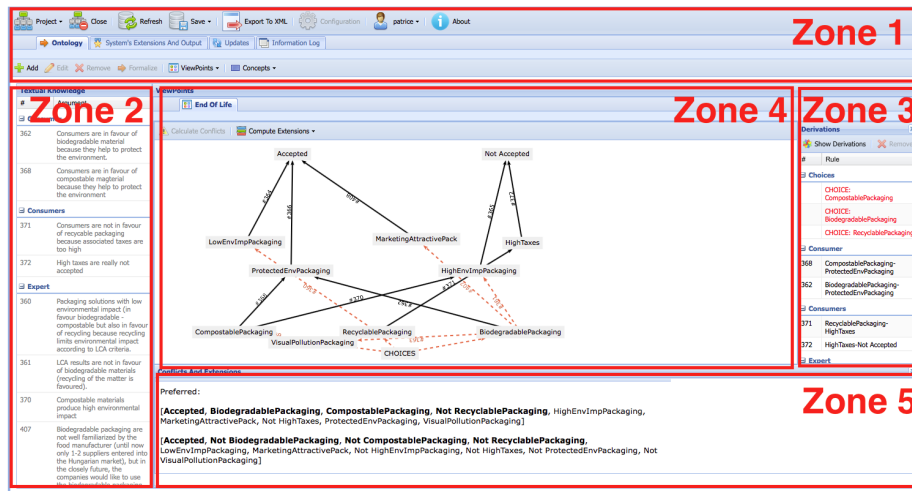 Project Close Refresh Save Export To XML Configuration patrice About
Zone 1
Ontology System's Extensions And Output Updates Information Log
Add Edit Remove Formalize ViewPoints Concepts
Textual Knowledge
# Argument
Zone 2
362 Consumers are in favour of
biodegradable material
because they help to protect
the environment.
368 Consumers are in favour of
compostable magterial
because they help to protect
the environment
Consumers
371 Consumers are not in favour
of recycable packaging
because associated taxes are
too high
372 High taxes are really not
accepted
Expert
360 Packaging solutions with low
environmental impact (in
favour biodegradable -
compostable but also in favour
of recycling because recycling
limits environmental impact
according to LCA criteria.
361 LCA results are not in favour
of biodegradable materials
(recycling of the matter is
favoured).
370 Compostable materials
produce high environmental
impact
407 Biodegradable packaging are
not well familiarized by the
food manufacturer (until now
only 1-2 suppliers entered into
the Hungarian market), but in
the closely future, the
companies would like to use
the biodegradable packaging
ViewPoints
End Of Life
Zone 4
Calculate Conflicts Compute Extensions
Accepted Not Accepted
#364 #366 #365 #372
LowEnvImpPackaging MarketingAttractivePack HighTaxes
ProtectedEnvPackaging HighEnvImpPackaging
#370 #371
CompostablePackaging RecyclablePackaging BiodegradablePackaging
VisualPollutionPackaging
CHOICES
Zone 3
Derivations
Show Derivations Remove
# Rule
Choices
CHOICE:
CompostablePackaging
CHOICE:
BiodegradablePackaging
CHOICE: RecyclablePackaging
Consumer
368 CompostablePackaging-
ProtectedEnvPackaging
362 BiodegradablePackaging-
ProtectedEnvPackaging
Consumers
371 RecyclablePackaging-
HighTaxes
372 HighTaxes-Not Accepted
Expert
Conflicts And Extensions
Zone 5
Preferred:
[Accepted, BiodegradablePackaging, CompostablePackaging, Not RecyclablePackaging, HighEnvImpPackaging,
MarketingAttractivePack, Not HighTaxes, ProtectedEnvPackaging, VisualPollutionPackaging]
[Accepted, Not BiodegradablePackaging, Not CompostablePackaging, Not RecyclablePackaging,
LowEnvImpPackaging, MarketingAttractivePack, Not HighEnvImpPackaging, Not HighTaxes, Not ProtectedEnvPackaging, Not
VisualPollutionPackaging]